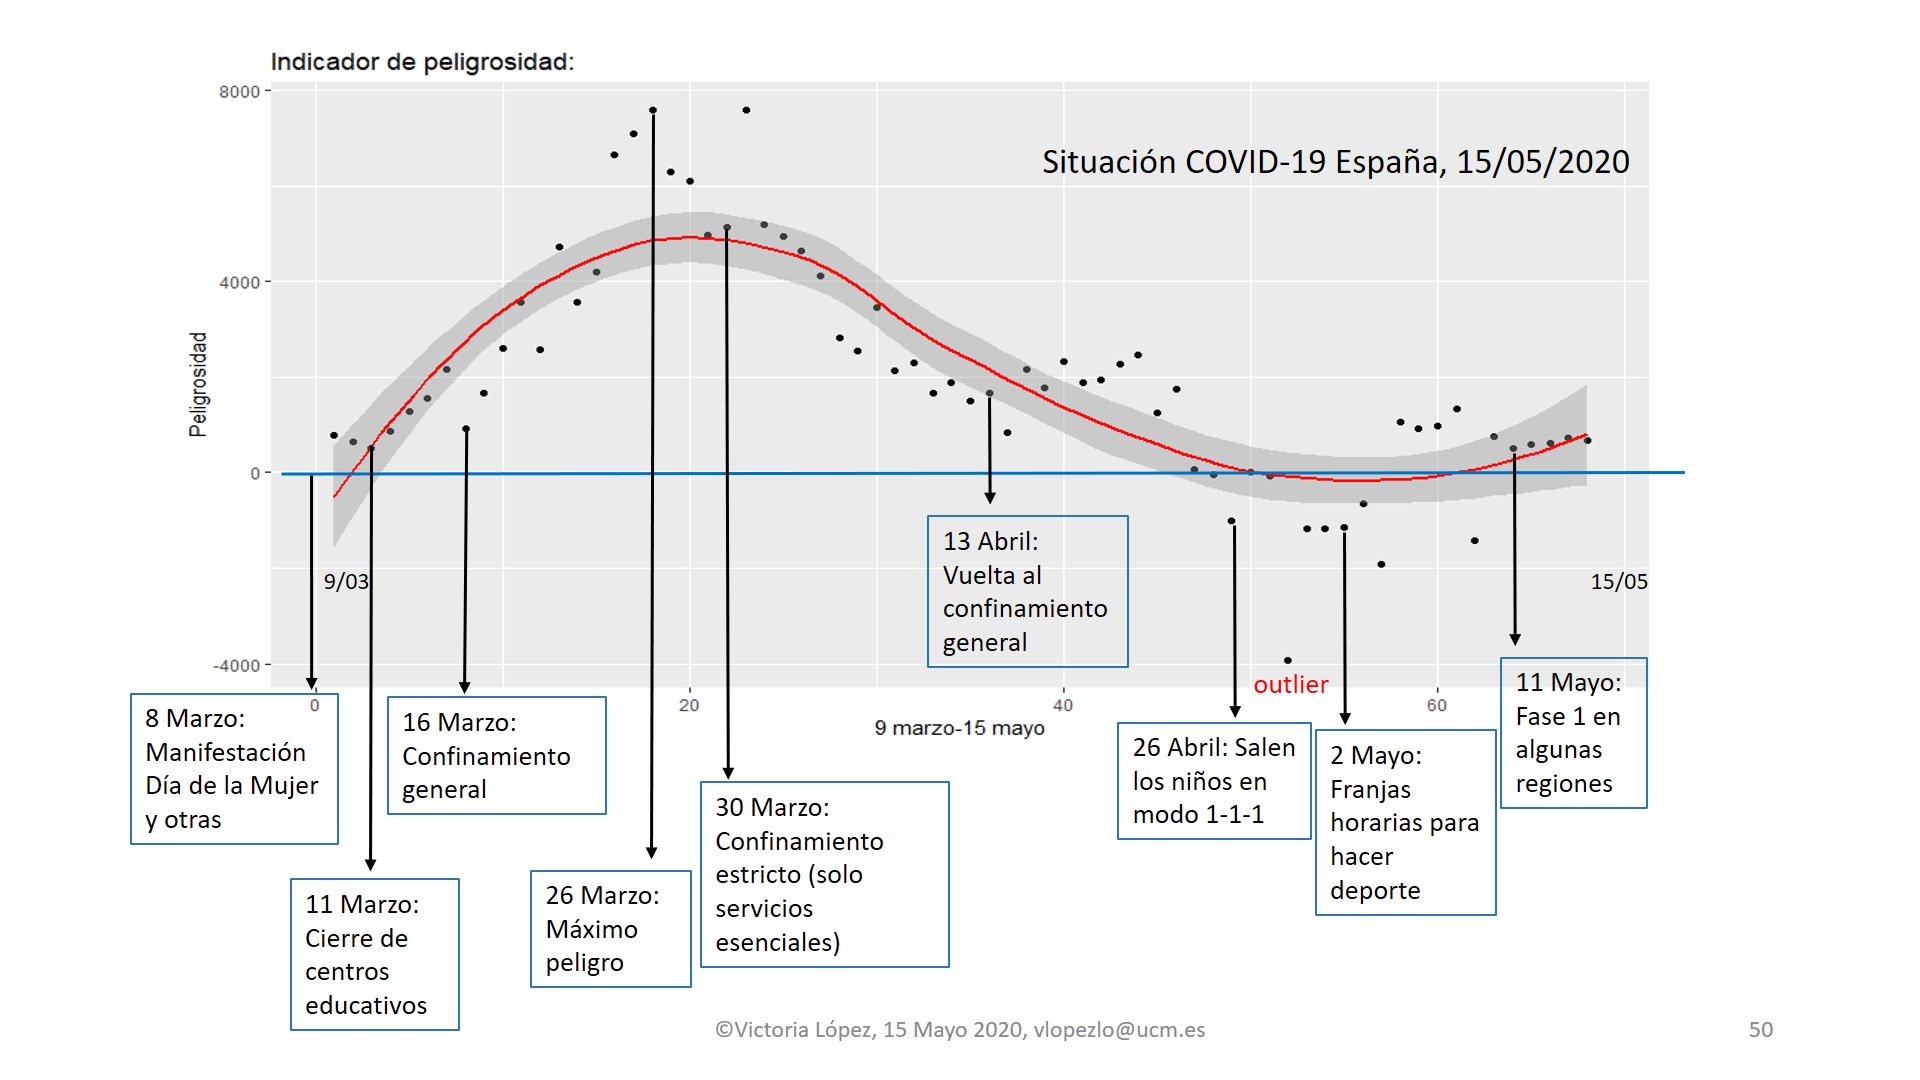 Indicador de peligrosidad:
8000
4000
0
-4000
Peligrosidad
Situación COVID-19 España, 15/05/2020
9/03
15/05
outlier
0
20
40
60
9 marzo-15 mayo
8 Marzo:
Manifestación
Día de la Mujer
y otras
11 Marzo:
Cierre de
centros
educativos
16 Marzo:
Confinamiento
general
26 Marzo:
Máximo
peligro
30 Marzo:
Confinamiento
estricto (solo
servicios
esenciales)
13 Abril:
Vuelta al
confinamiento
general
26 Abril: Salen
los niños en
modo 1-1-1
2 Mayo:
Franjas
horarias para
hacer
deporte
11 Mayo:
Fase 1 en
algunas
regiones
©Victoria López, 15 Mayo 2020, vlopezlo@ucm.es
50